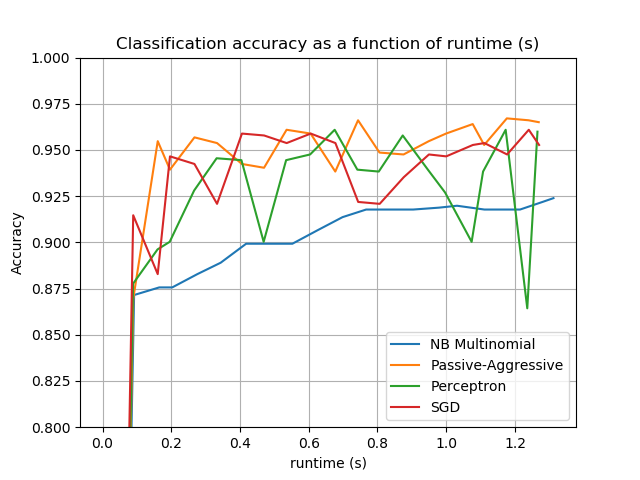 Classification accuracy as a function of runtime (s)
1.000
0.975
0.950
0.925
0.900
0.875
0.850
0.825
0.800
Accuracy
0.0 0.2 0.4 0.6 0.8 1.0 1.2
runtime (s)
NB Multinomial
Passive-Aggressive
Perceptron
SGD